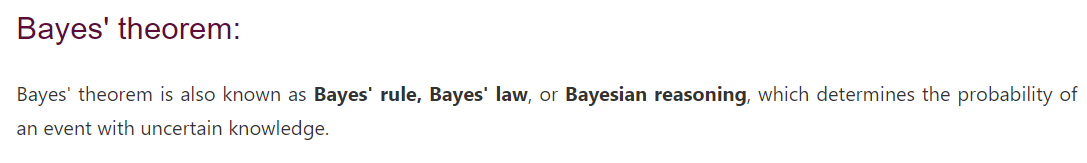 Bayes' theorem:
Bayes' theorem is also known as Bayes' rule, Bayes' law, or Bayesian reasoning, which determines the probability of
an event with uncertain knowledge.